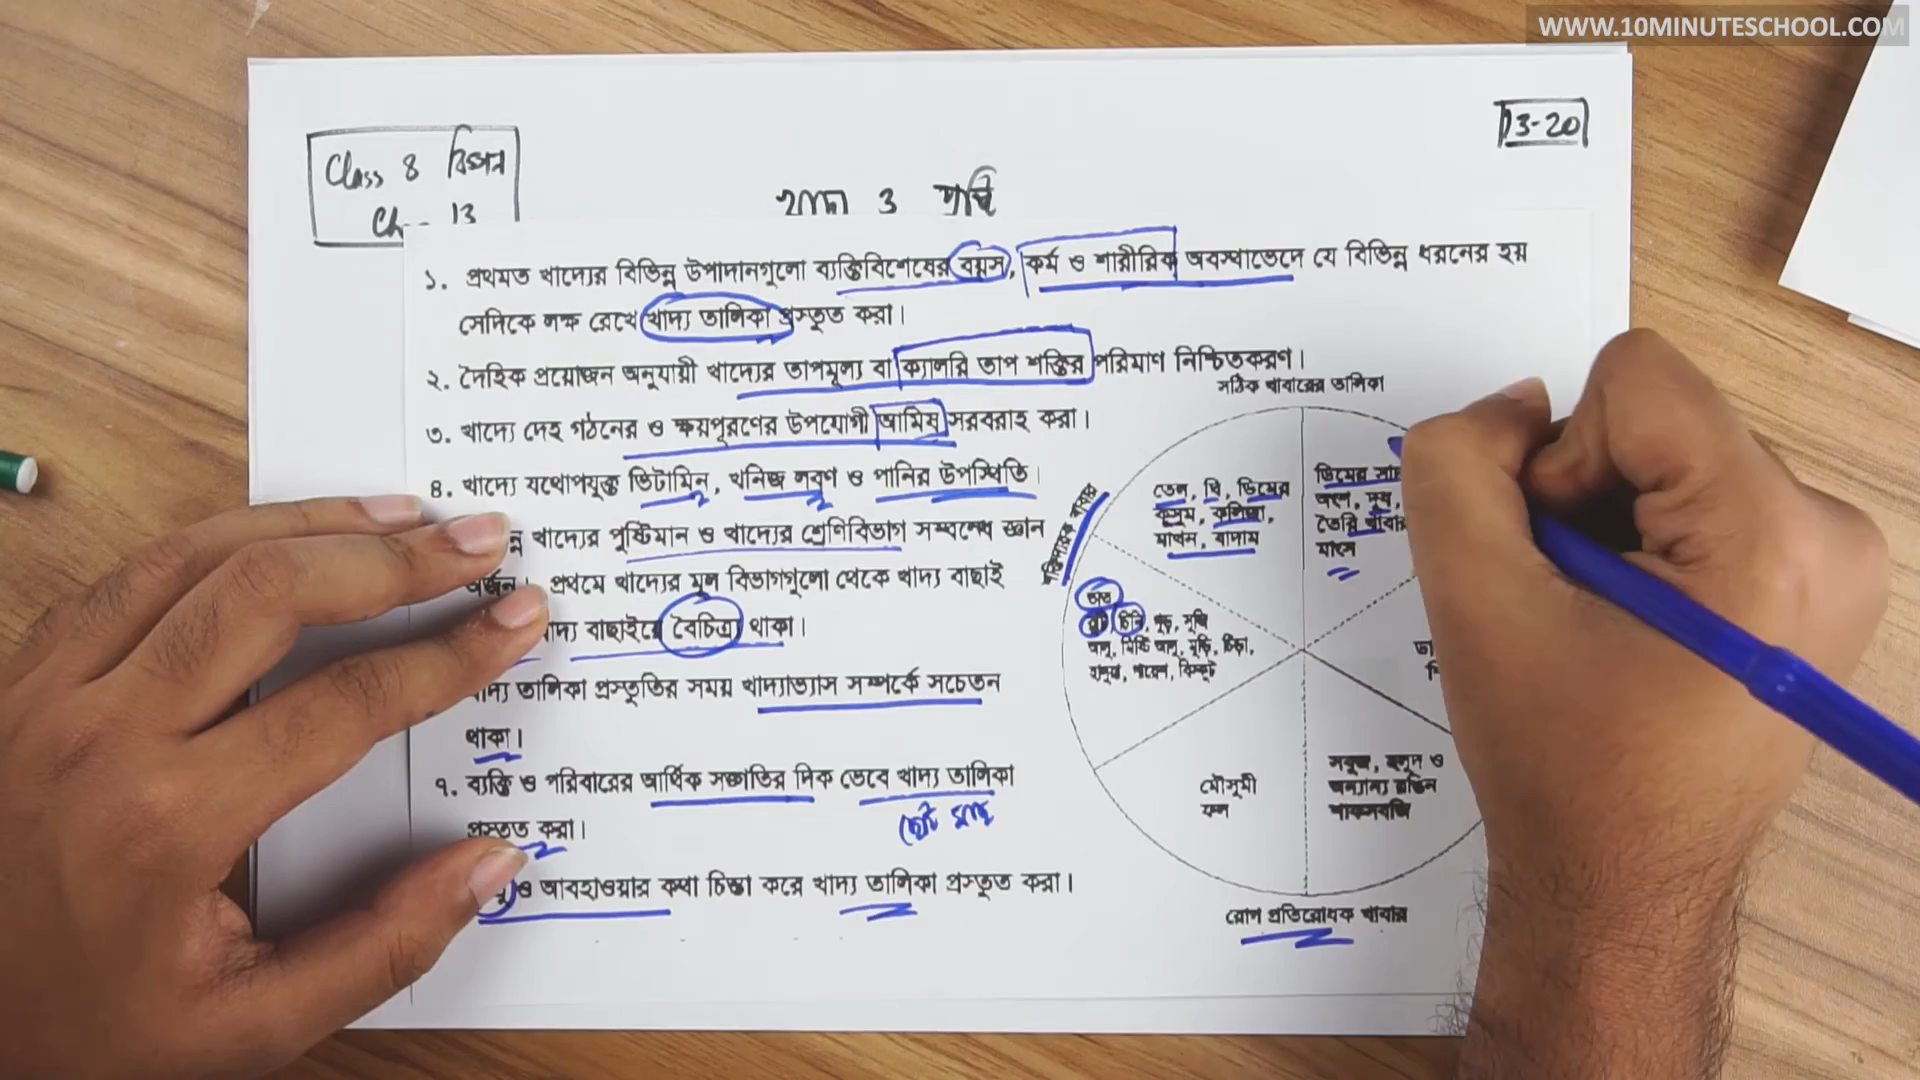 WWW.10MINUTESCHOOL.COM
13-20
Class 8 বিজ্ঞান
Ch - 13
খাদ্য ও পুষ্টি
১. প্রথমত খাদ্যের বিভিন্ন উপাদানগুলো ব্যক্তিবিশেষের বয়স, কর্ম ও শারীরিক অবস্থাভেদে যে বিভিন্ন ধরনের হয়
সেদিকে লক্ষ রেখে খাদ্য তালিকা প্রস্তুত করা।
২. দৈহিক প্রয়োজন অনুযায়ী খাদ্যের তাপমূল্য বা ক্যালরি তাপ শক্তির পরিমাণ নিশ্চিতকরণ।
৩. খাদ্যে দেহ গঠনের ও ক্ষয়পূরণের উপযোগী আমিষ সরবরাহ করা।
৪. খাদ্যে যথোপযুক্ত ভিটামিন, খনিজ লবণ ও পানির উপস্থিতি।
খাদ্যের পুষ্টিমান ও খাদ্যের শ্রেণিবিভাগ সম্বন্ধে জ্ঞান
অর্জন। প্রথমে খাদ্যের মূল বিভাগগুলো থেকে খাদ্য বাছাই
খাদ্য বাছাইয়ে বৈচিত্র্য থাকা।
খাদ্য তালিকা প্রস্তুতির সময় খাদ্যাভ্যাস সম্পর্কে সচেতন
থাকা।
৭. ব্যক্তি ও পরিবারের আর্থিক সঙ্গতির দিক ভেবে খাদ্য তালিকা
প্রস্তুত করা।
ছোট মাছ
ও আবহাওয়ার কথা চিন্তা করে খাদ্য তালিকা প্রস্তুত করা।
সঠিক খাবারের তালিকা
শক্তিদায়ক খাবার
তেল, ঘি, ডিমের
কুসুম, কলিজা,
মাখন, বাদাম
ডিমের সাদা
অংশ, দুধ,
তৈরি খাবার
মাংস
ভাত
রুটি, চিনি, গুড়, সুজি
আলু, মিষ্টি আলু, মুড়ি, চিড়া,
নুডুলস, পাস্তা, বিস্কুট
মৌসুমী
ফল
সবুজ, হলুদ ও
অন্যান্য রঙিন
শাকসবজি
রোগ প্রতিরোধক খাবার